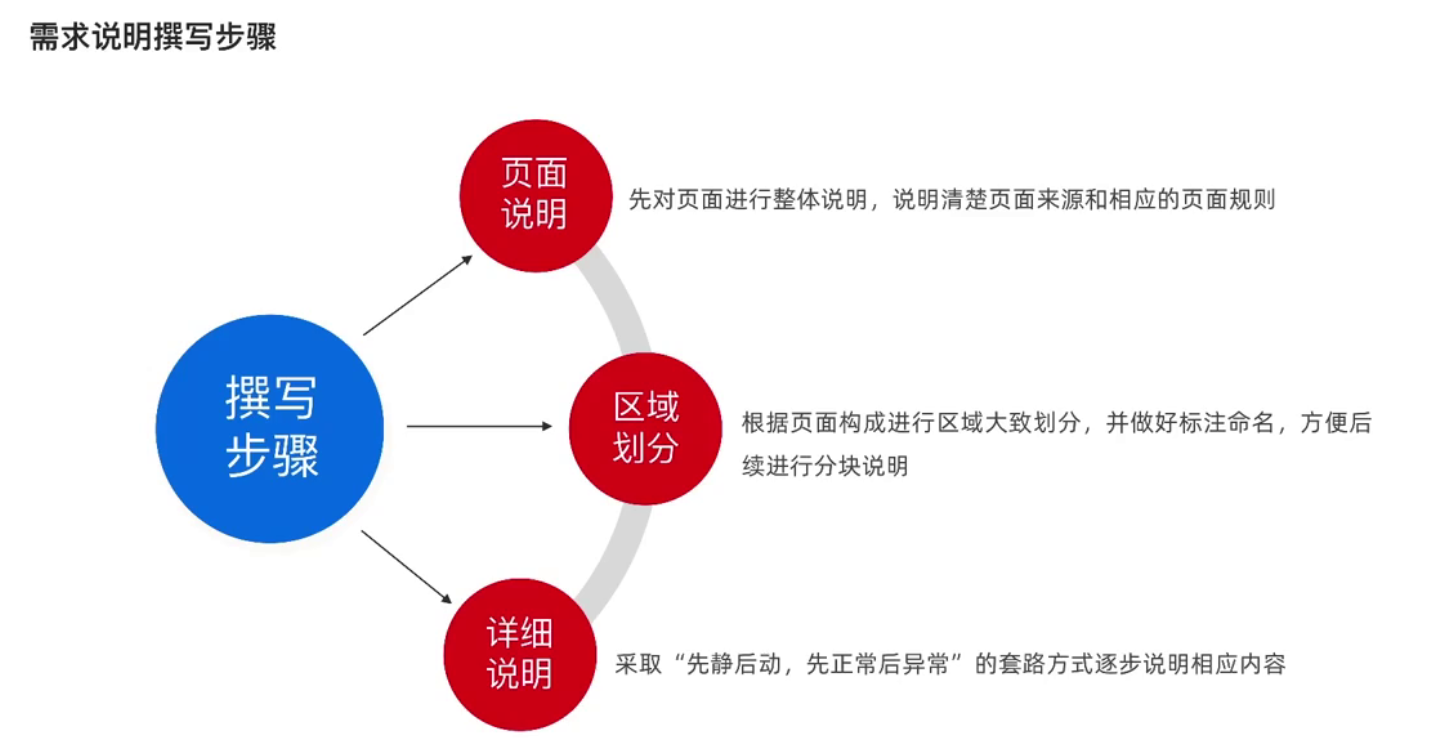 需求说明撰写步骤
页面
说明
先对页面进行整体说明，说明清楚页面来源和相应的页面规则
撰写
步骤
区域
划分
根据页面构成进行区域大致划分，并做好标注命名，方便后
续进行分块说明
详细
说明
采取“先静后动，先正常后异常”的套路方式逐步说明相应内容